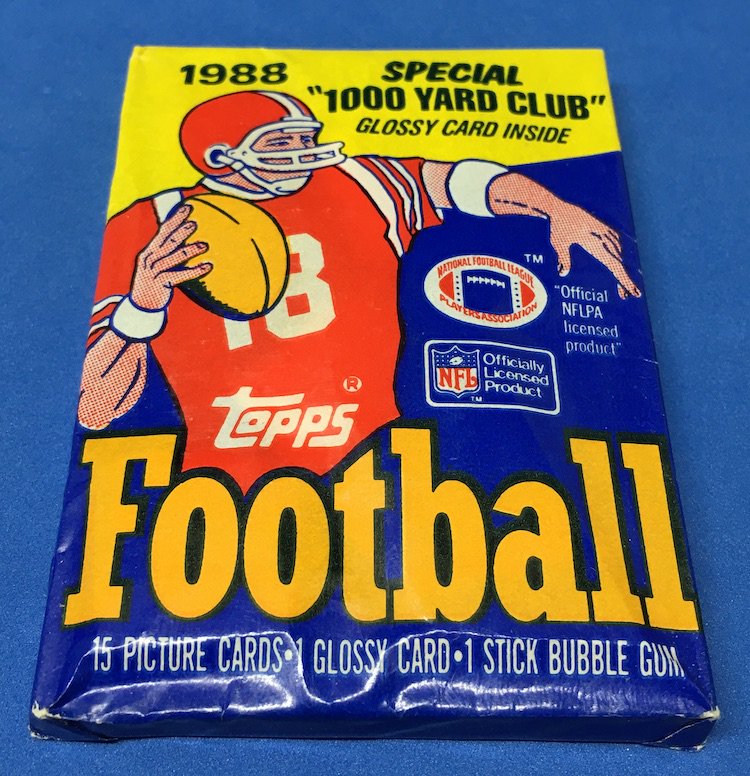 1988
SPECIAL
"1000 YARD CLUB"
GLOSSY CARD INSIDE
18
NATIONAL FOOTBALL LEAGUE
PLAYERS ASSOCIATION
TM
"Official
NFLPA
licensed
product"
NFL
TM
Officially
Licensed
Product
topps®
Football
15 PICTURE CARDS•1 GLOSSY CARD•1 STICK BUBBLE GUM